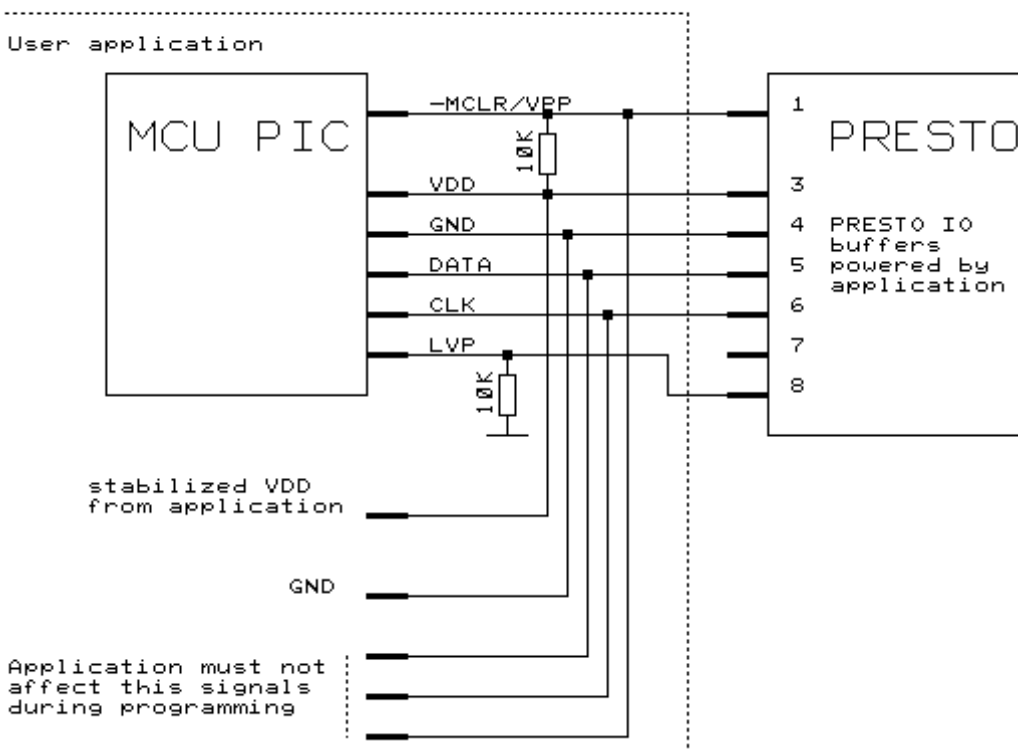 User application
MCU PIC
-MCLR/VPP
10K
VDD
GND
DATA
CLK
LVP
10K
1
3
4
5
6
7
8
PRESTO
PRESTO IO
buffers
powered by
application
stabilized VDD
from application
GND
Application must not
affect this signals
during programming